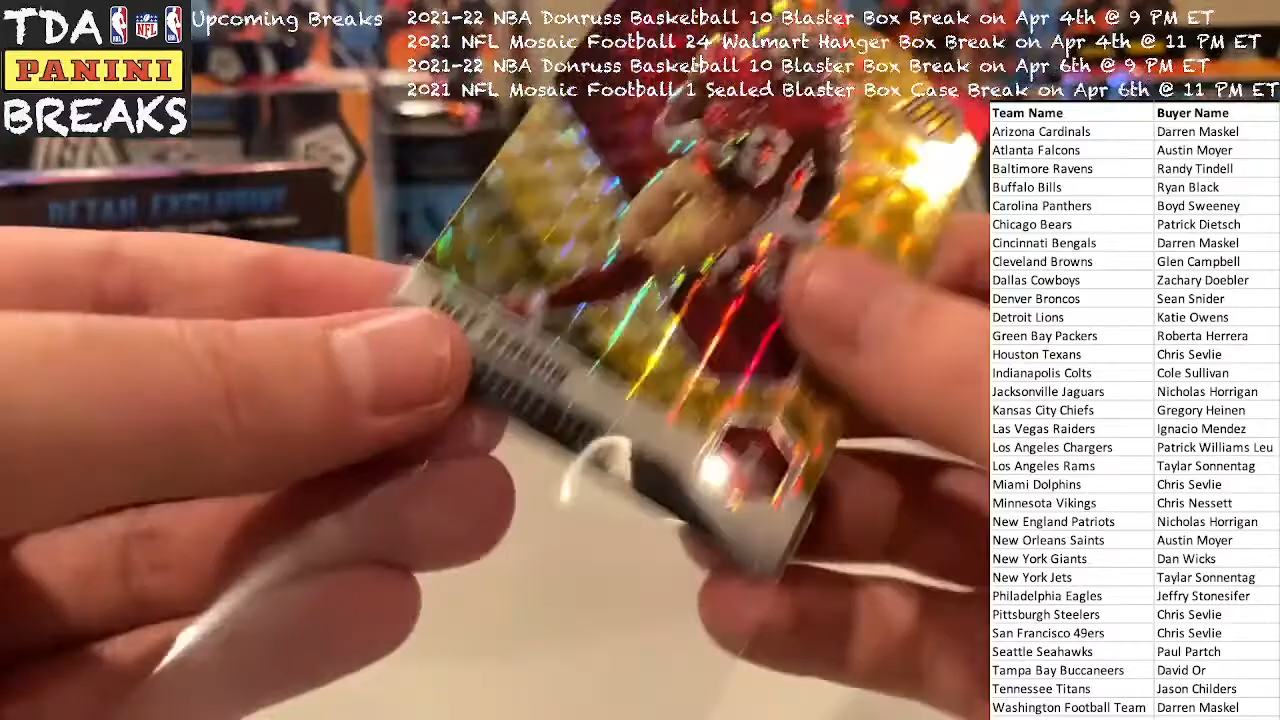 TDA
PANINI
BREAKS
Upcoming Breaks
2021-22 NBA Donruss Basketball 10 Blaster Box Break on Apr 4th @ 9 PM ET
2021 NFL Mosaic Football 24 Walmart Hanger Box Break on Apr 4th @ 11 PM ET
2021-22 NBA Donruss Basketball 10 Blaster Box Break on Apr 6th @ 9 PM ET
2021 NFL Mosaic Football 1 Sealed Blaster Box Case Break on Apr 6th @ 11 PM ET
RETAIL EXCLUSIVE
Team Name Buyer Name
Arizona Cardinals Darren Maskel
Atlanta Falcons Austin Moyer
Baltimore Ravens Randy Tindell
Buffalo Bills Ryan Black
Carolina Panthers Boyd Sweeney
Chicago Bears Patrick Dietsch
Cincinnati Bengals Darren Maskel
Cleveland Browns Glen Campbell
Dallas Cowboys Zachary Doebler
Denver Broncos Sean Snider
Detroit Lions Katie Owens
Green Bay Packers Roberta Herrera
Houston Texans Chris Sevlie
Indianapolis Colts Cole Sullivan
Jacksonville Jaguars Nicholas Horrigan
Kansas City Chiefs Gregory Heinen
Las Vegas Raiders Ignacio Mendez
Los Angeles Chargers Patrick Williams Leu
Los Angeles Rams Taylar Sonnentag
Miami Dolphins Chris Sevlie
Minnesota Vikings Chris Nessett
New England Patriots Nicholas Horrigan
New Orleans Saints Austin Moyer
New York Giants Dan Wicks
New York Jets Taylar Sonnentag
Philadelphia Eagles Jeffry Stonesifer
Pittsburgh Steelers Chris Sevlie
San Francisco 49ers Chris Sevlie
Seattle Seahawks Paul Partch
Tampa Bay Buccaneers David Or
Tennessee Titans Jason Childers
Washington Football Team Darren Maskel